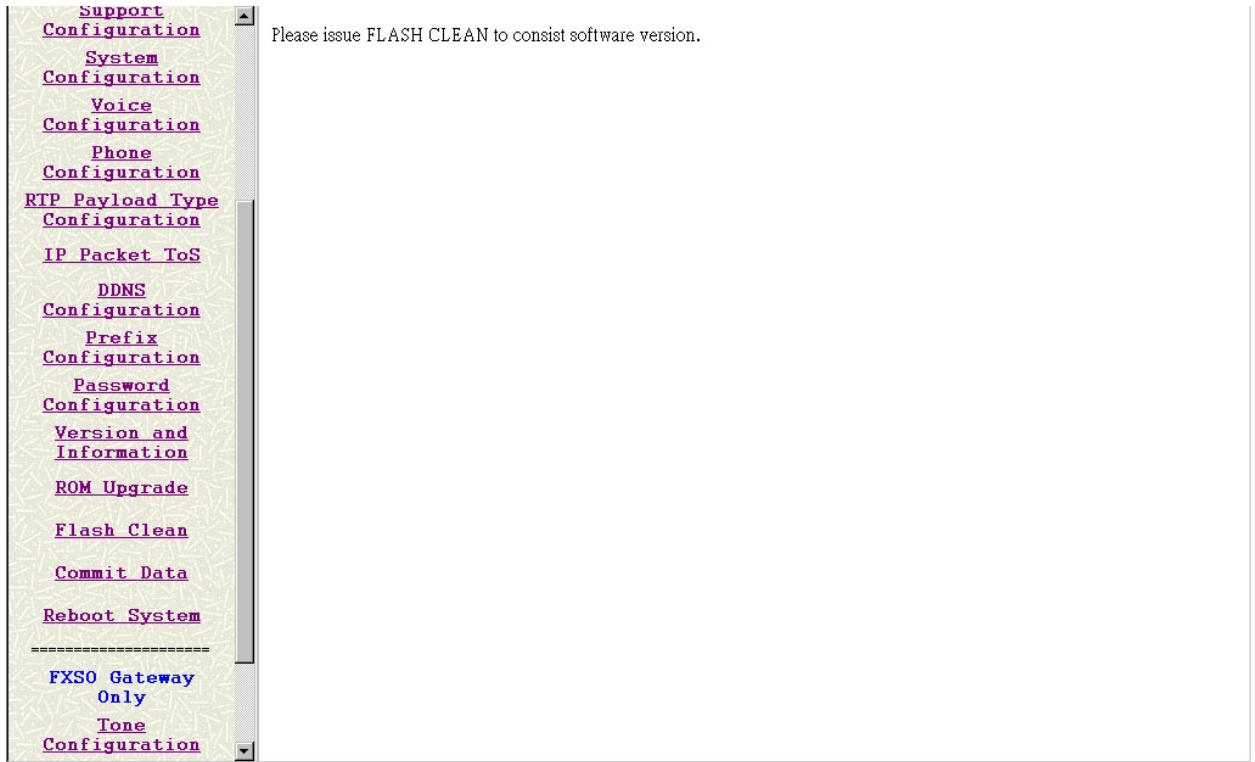 Support
Configuration
System
Configuration
Voice
Configuration
Phone
Configuration
RTP Payload Type
Configuration
IP Packet ToS
DDNS
Configuration
Prefix
Configuration
Password
Configuration
Version and
Information
ROM Upgrade
Flash Clean
Commit Data
Reboot System
=====================
FXSO Gateway
Only
Tone
Configuration
Please issue FLASH CLEAN to consist software version.